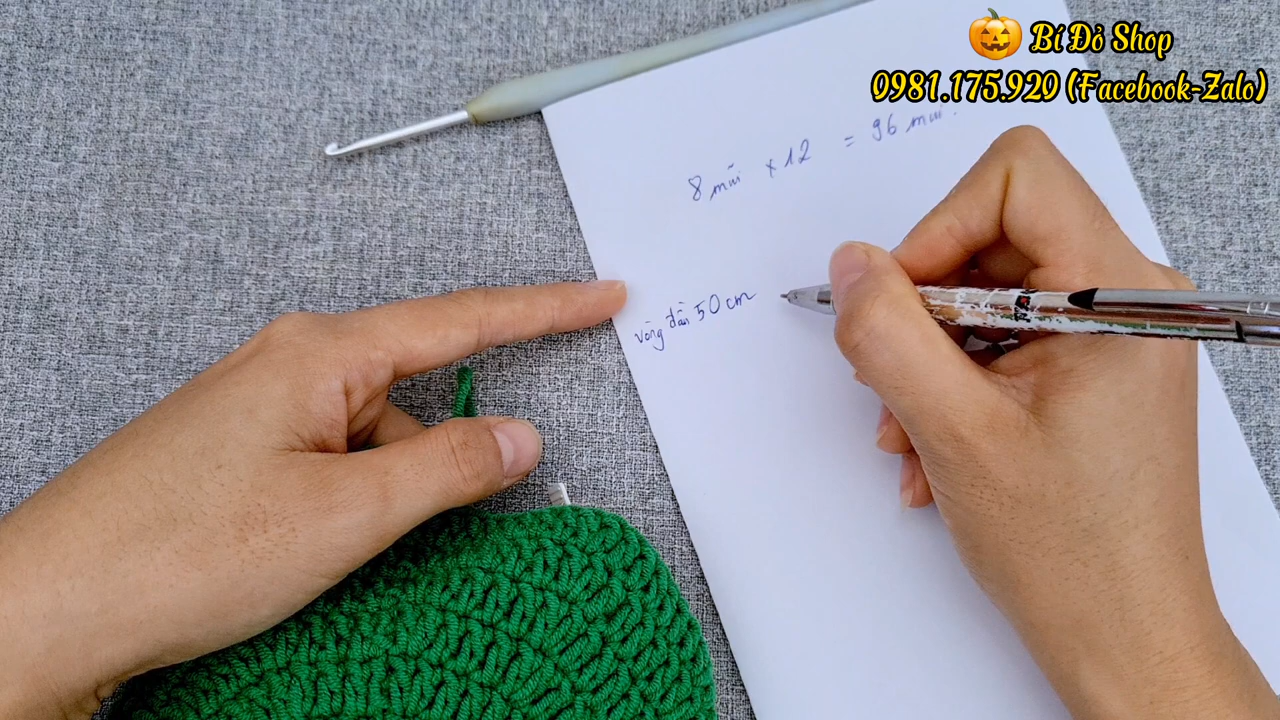 Bí Đỏ Shop
0981.175.920 (Facebook-Zalo)
8 mũi x 12 = 96 mũi.
vòng đầu 50 cm